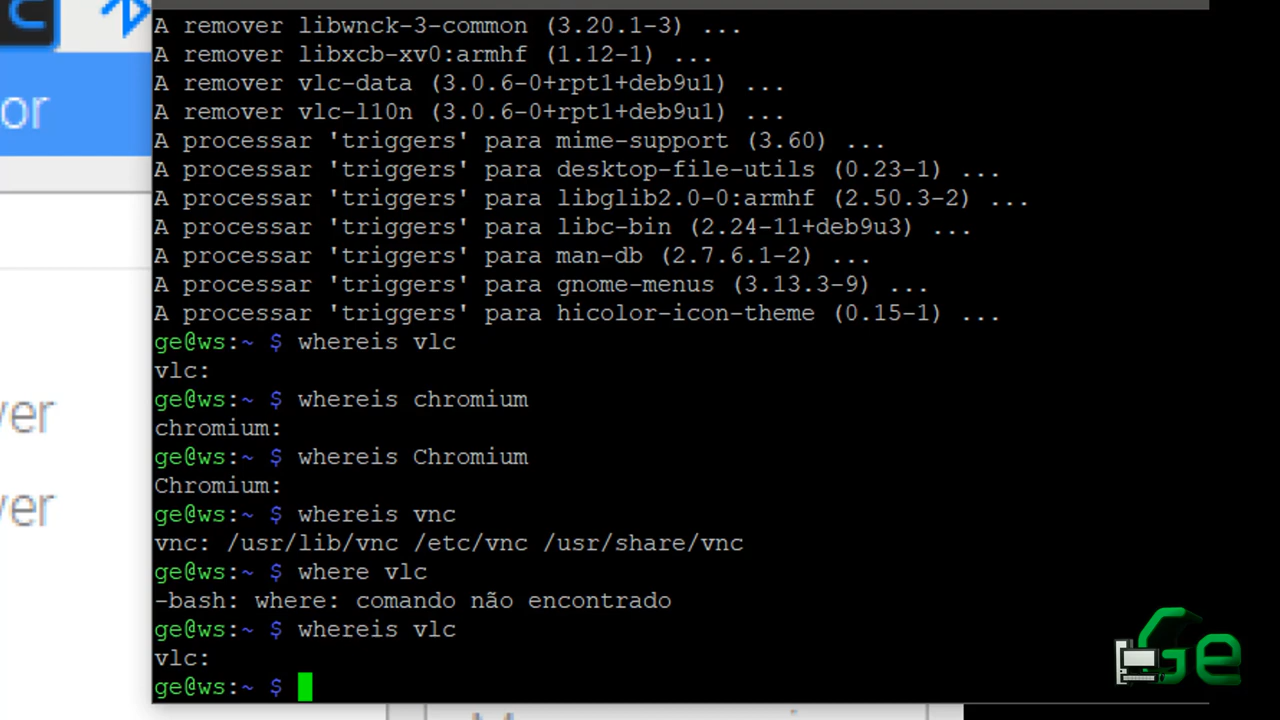 A remover libwnck-3-common (3.20.1-3) ...
A remover libxcb-xv0:armhf (1.12-1) ...
A remover vlc-data (3.0.6-0+rpt1+deb9u1) ...
A remover vlc-l10n (3.0.6-0+rpt1+deb9u1) ...
A processar 'triggers' para mime-support (3.60) ...
A processar 'triggers' para desktop-file-utils (0.23-1) ...
A processar 'triggers' para libglib2.0-0:armhf (2.50.3-2) ...
A processar 'triggers' para libc-bin (2.24-11+deb9u3) ...
A processar 'triggers' para man-db (2.7.6.1-2) ...
A processar 'triggers' para gnome-menus (3.13.3-9) ...
A processar 'triggers' para hicolor-icon-theme (0.15-1) ...
ge@ws:~ $ whereis vlc
vlc:
ge@ws:~ $ whereis chromium
chromium:
ge@ws:~ $ whereis Chromium
Chromium:
ge@ws:~ $ whereis vnc
vnc: /usr/lib/vnc /etc/vnc /usr/share/vnc
ge@ws:~ $ where vlc
-bash: where: comando não encontrado
ge@ws:~ $ whereis vlc
vlc:
ge@ws:~ $
Ge